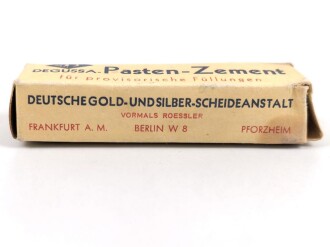 DEGUSSA- Pasten-Zement
für provisorische Füllungen
DEUTSCHE GOLD-UND SILBER-SCHEIDEANSTALT
VORMALS ROESSLER
FRANKFURT A. M. BERLIN W 8 PFORZHEIM